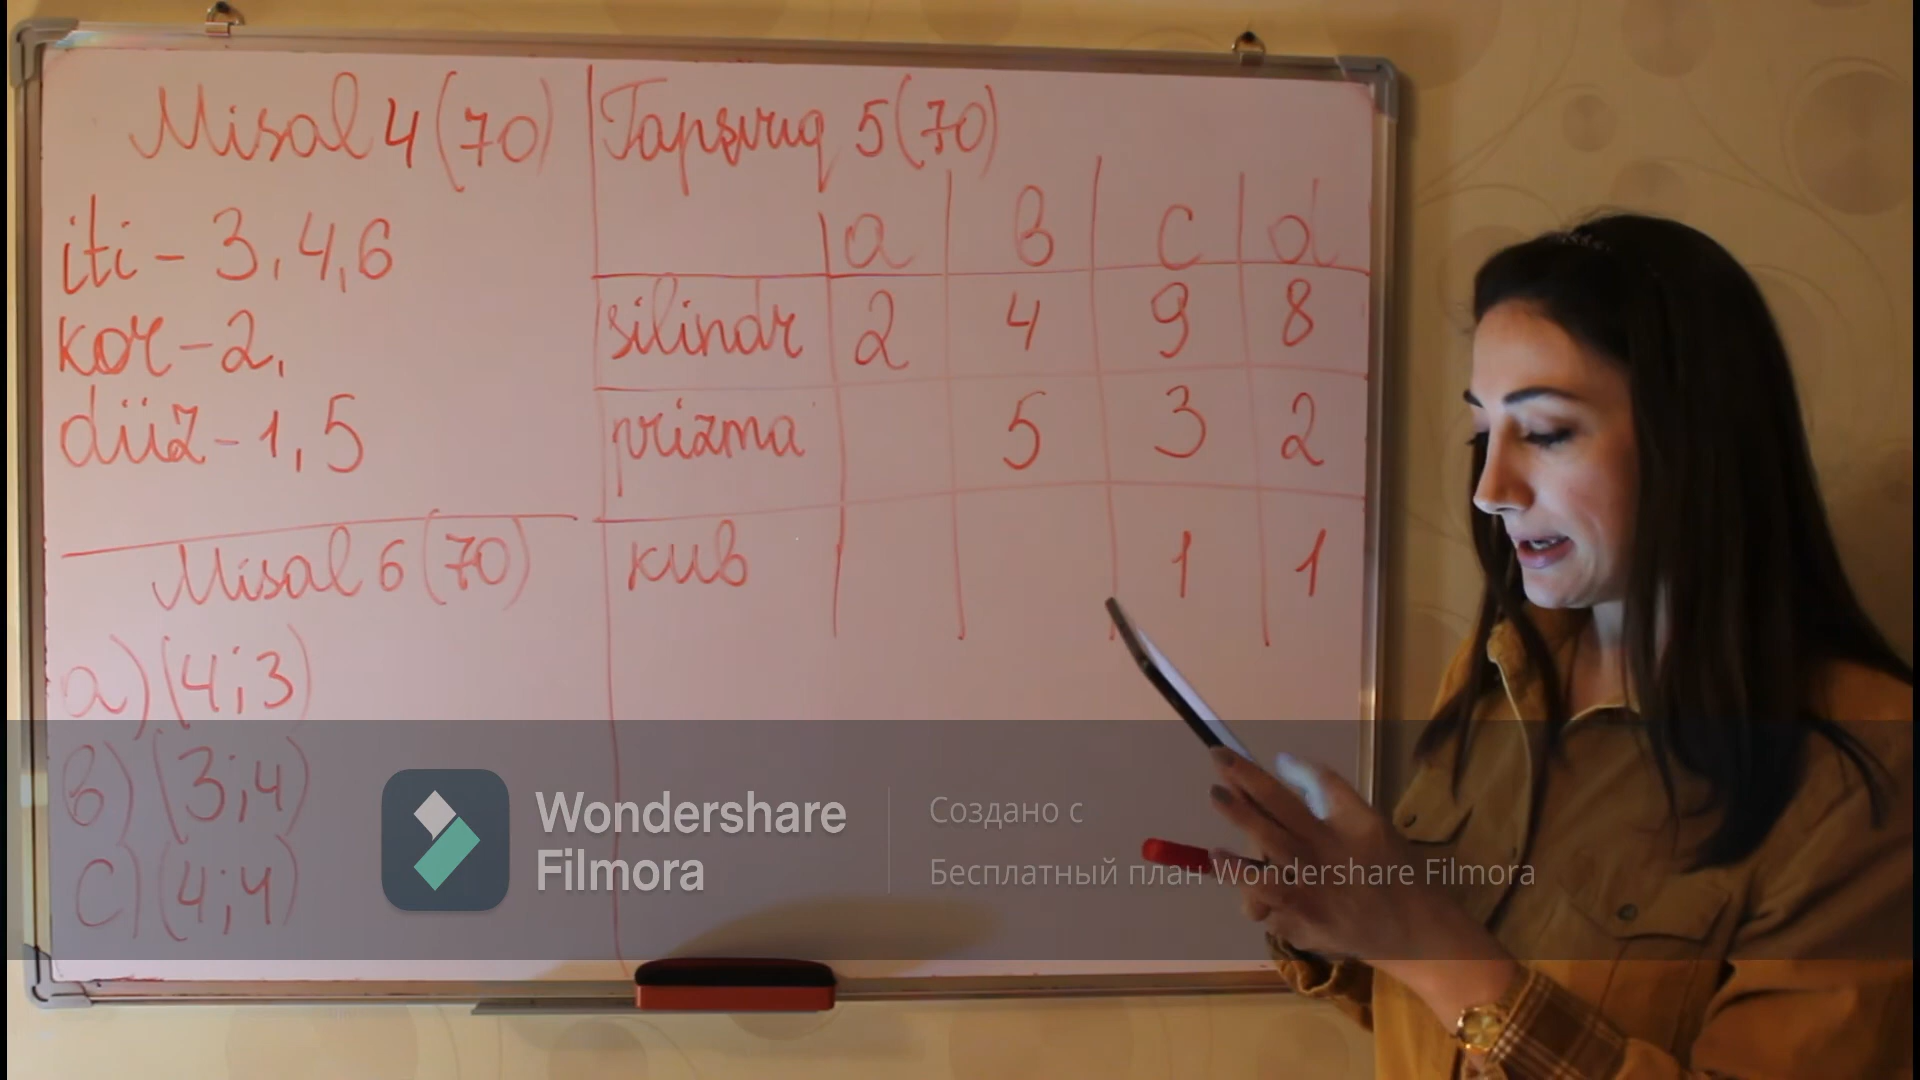 Misal 4 (70)
iti - 3, 4, 6
kor - 2,
düz - 1, 5
Misal 6 (70)
a) (4; 3)
b) (3; 4)
c) (4; 4)
Tapşırıq 5 (70)
a b c d
silindr 2 4 9 8
prizma 5 3 2
kub 1 1
Wondershare
Filmora
Создано с
Бесплатный план Wondershare Filmora